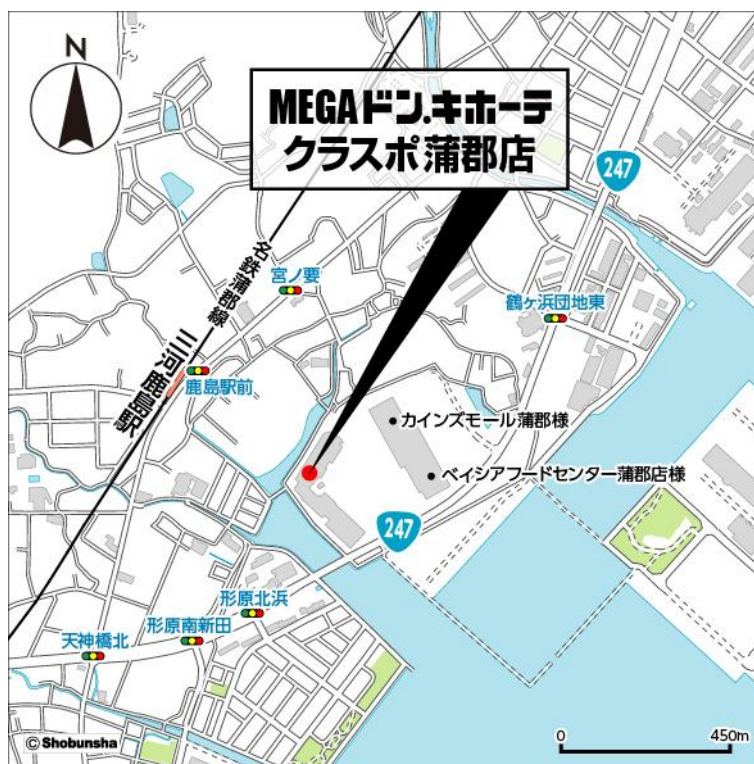 N
MEGAドン.キホーテ
クラスポ蒲郡店
247
名鉄蒲郡線
宮ノ要
鶴ヶ浜団地東
三河鹿島駅
鹿島駅前
カインズモール蒲郡様
ベイシアフードセンター蒲郡店様
247
形原北浜
形原南新田
天神橋北
© Shobunsha
0 450m